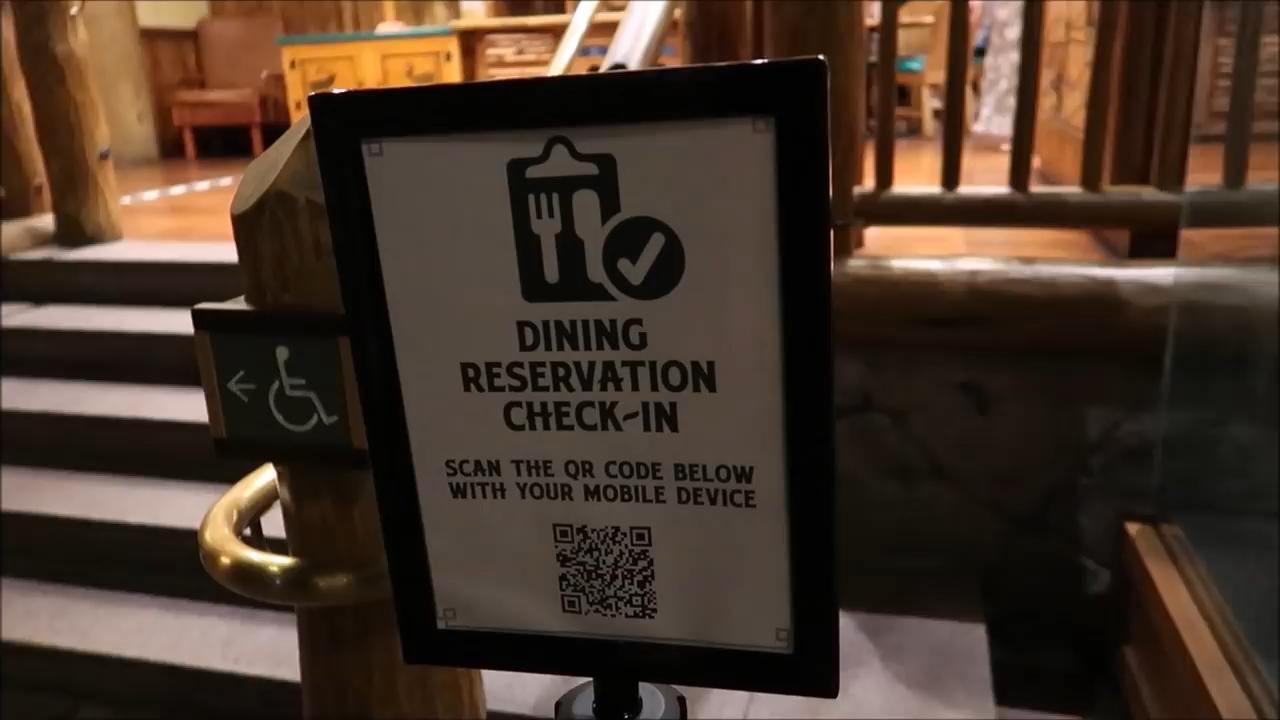 DINING
RESERVATION
CHECK-IN
SCAN THE QR CODE BELOW
WITH YOUR MOBILE DEVICE